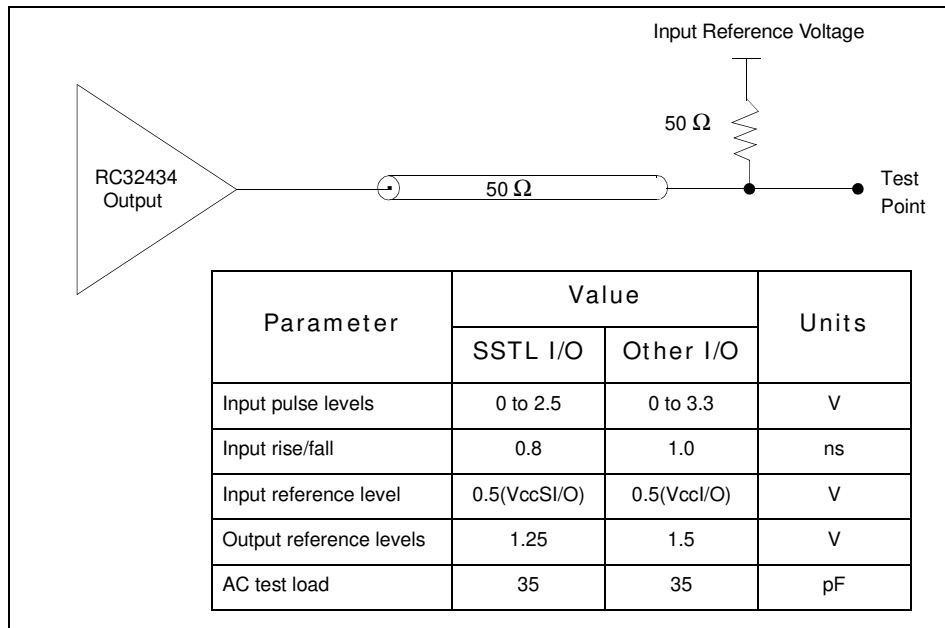 Input Reference Voltage
50 Ω
RC32434
Output
50 Ω
Test
Point
Parameter Value Units
SSTL I/O Other I/O
Input pulse levels 0 to 2.5 0 to 3.3 V
Input rise/fall 0.8 1.0 ns
Input reference level 0.5(VccSI/O) 0.5(VccI/O) V
Output reference levels 1.25 1.5 V
AC test load 35 35 pF